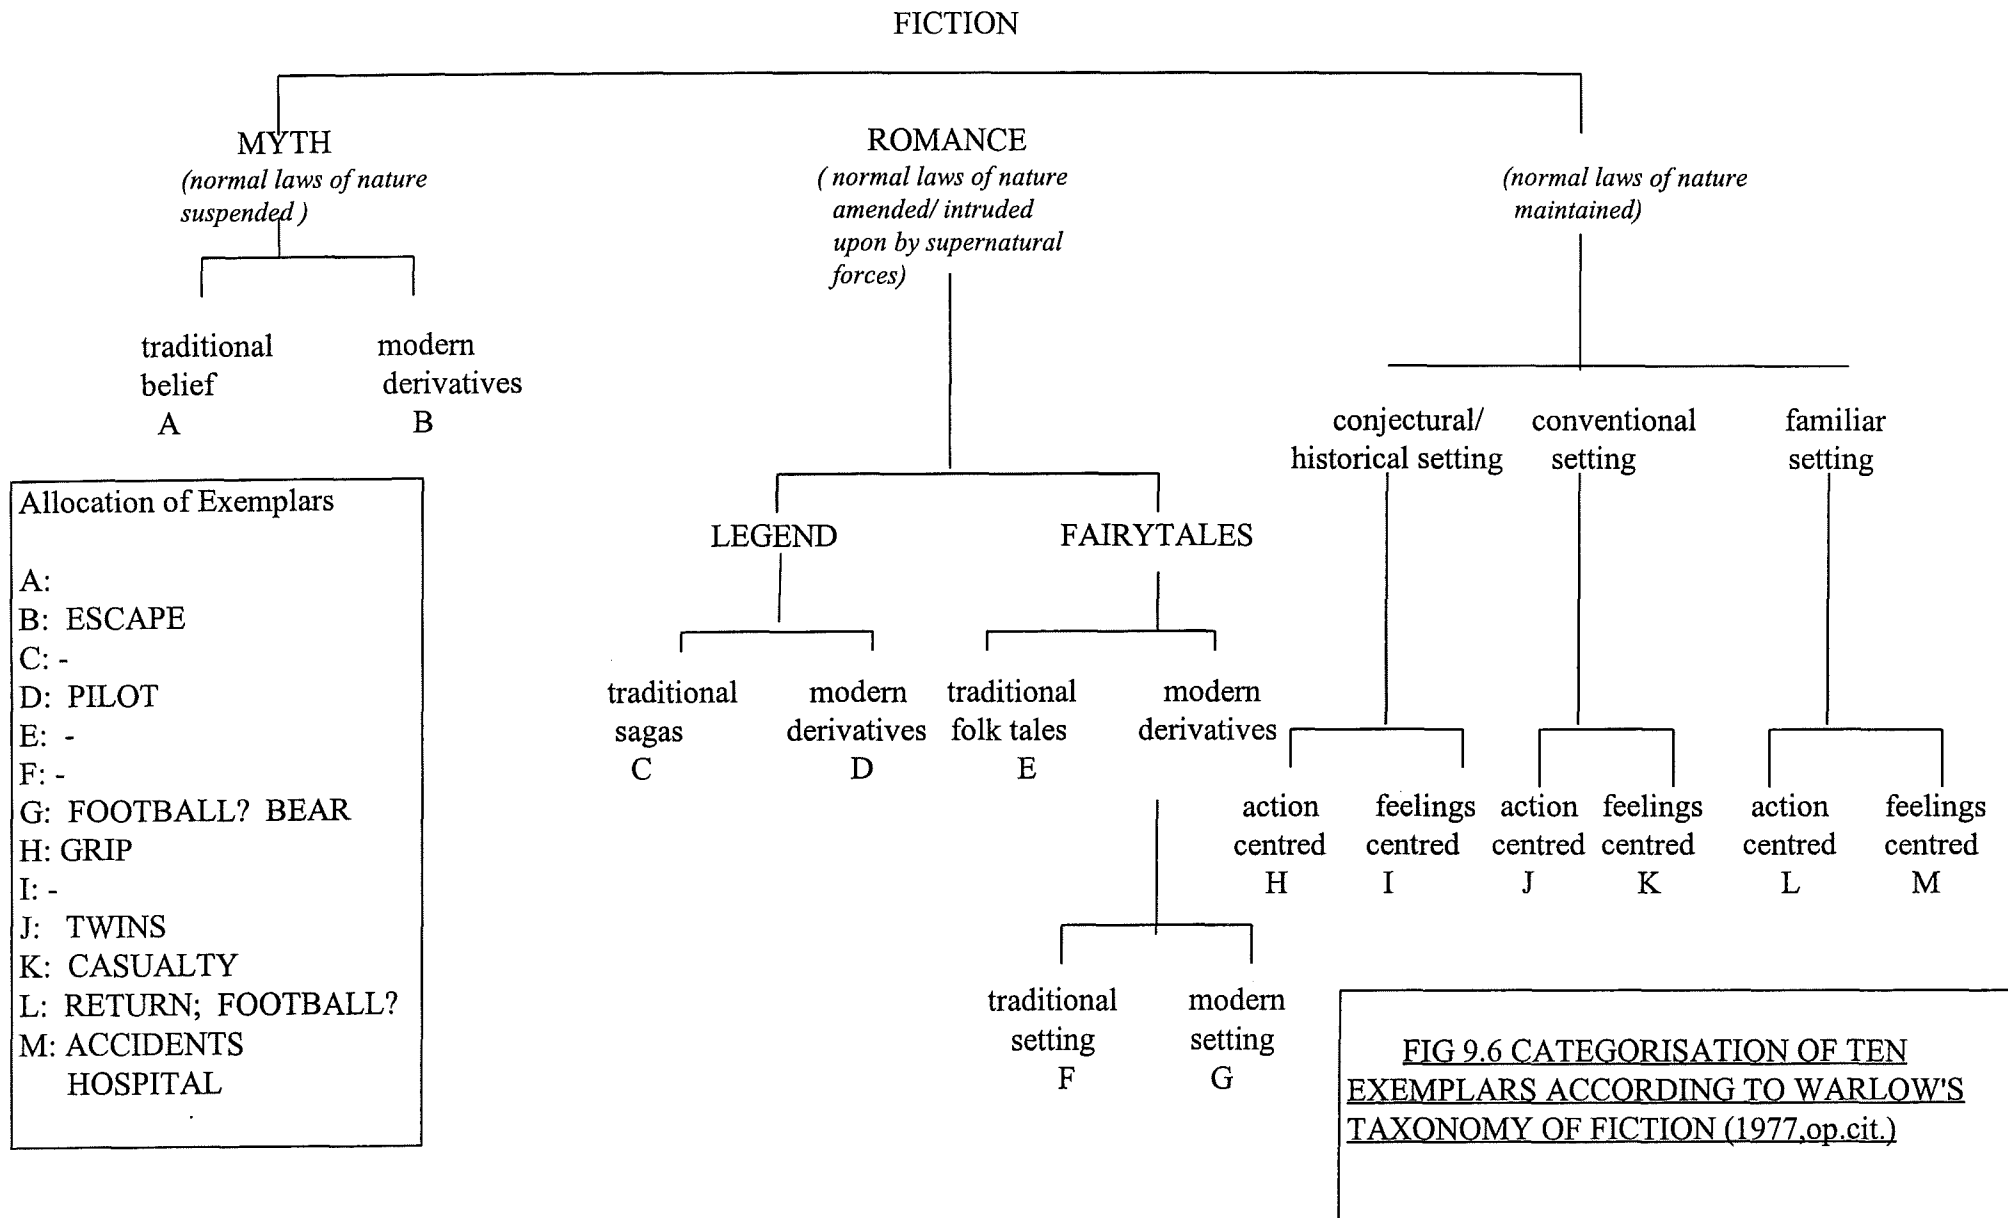 FICTION
MYTH
(normal laws of nature
suspended )
traditional
belief
A
modern
derivatives
B
ROMANCE
( normal laws of nature
amended/ intruded
upon by supernatural
forces)
LEGEND
traditional
sagas
C
modern
derivatives
D
FAIRYTALES
traditional
folk tales
E
modern
derivatives
traditional
setting
F
modern
setting
G
(normal laws of nature
maintained)
conjectural/
historical setting
action
centred
H
feelings
centred
I
conventional
setting
action
centred
J
feelings
centred
K
familiar
setting
action
centred
L
feelings
centred
M
Allocation of Exemplars
A:
B: ESCAPE
C: -
D: PILOT
E: -
F: -
G: FOOTBALL? BEAR
H: GRIP
I: -
J: TWINS
K: CASUALTY
L: RETURN; FOOTBALL?
M: ACCIDENTS
HOSPITAL
FIG 9.6 CATEGORISATION OF TEN
EXEMPLARS ACCORDING TO WARLOW'S
TAXONOMY OF FICTION (1977,op.cit.)